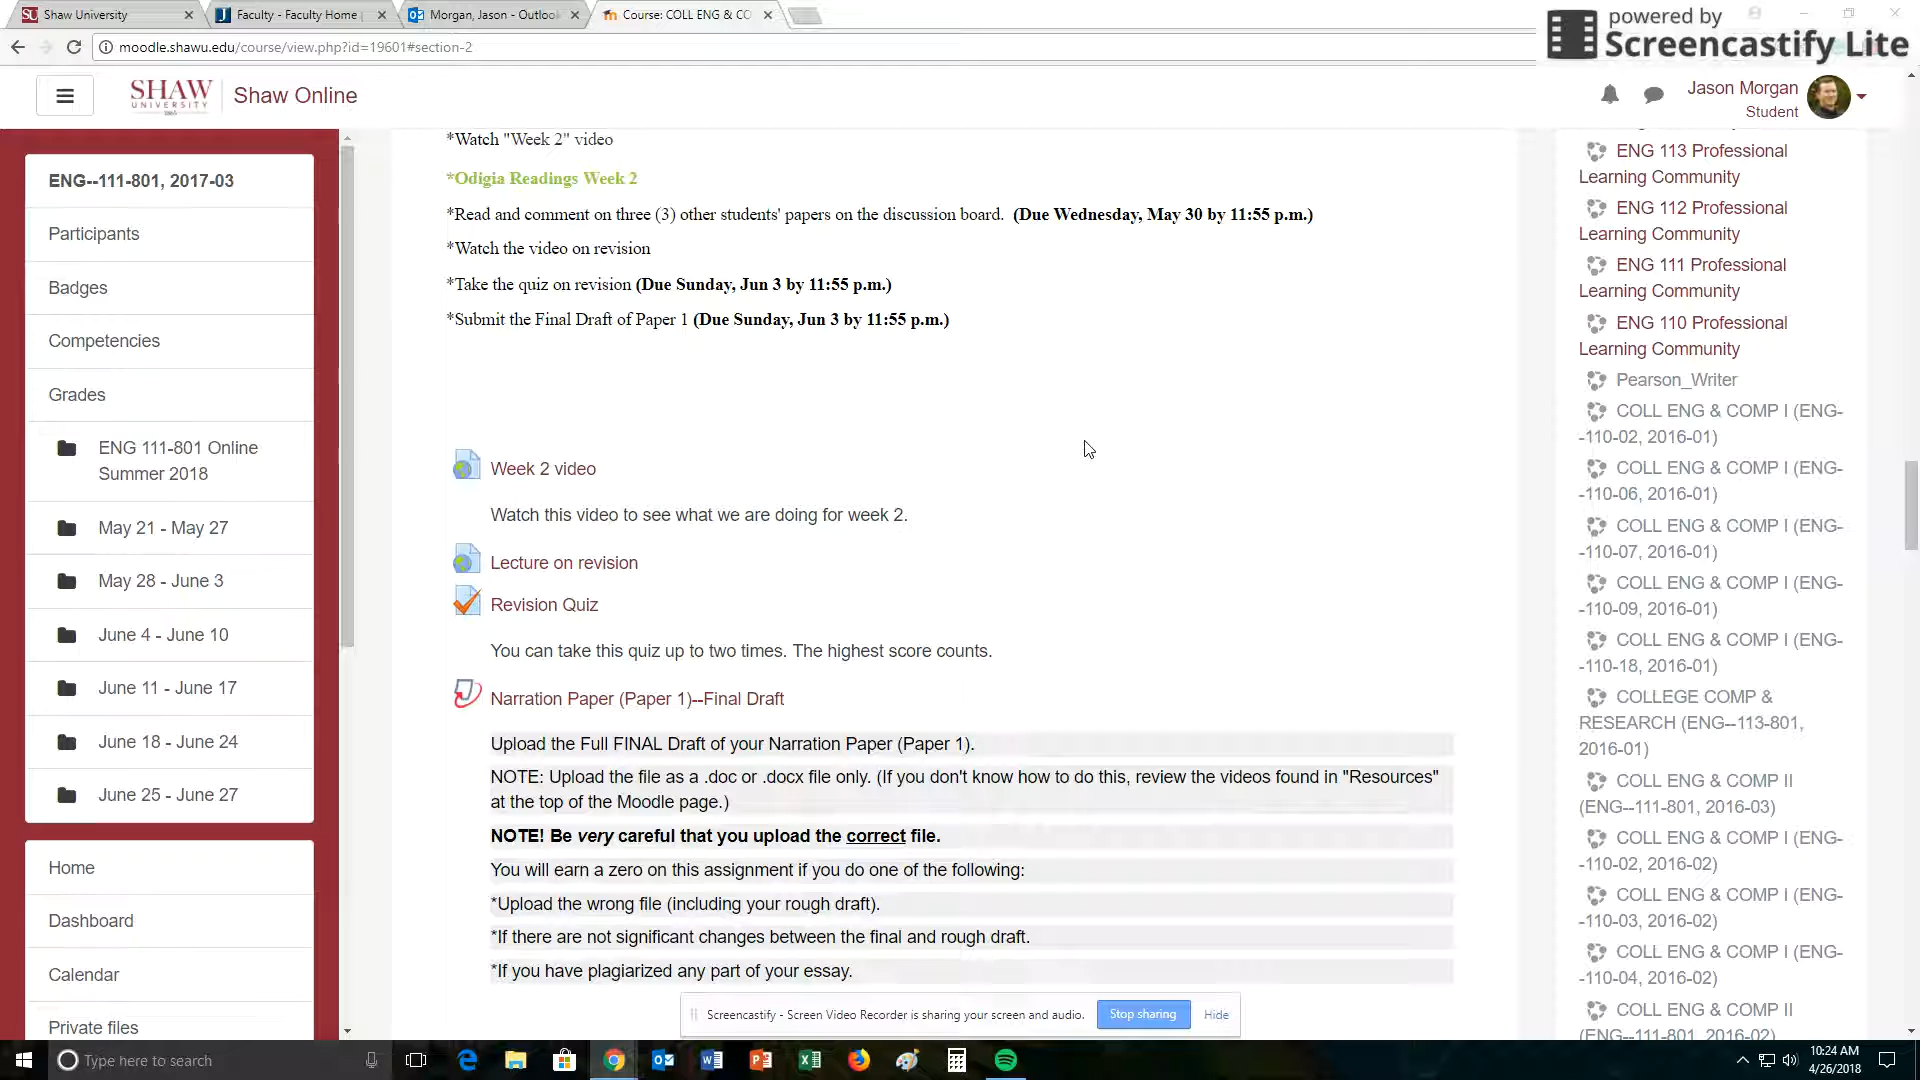 Shaw University
Faculty - Faculty Home
Morgan, Jason - Outlook
Course: COLL ENG & CO
moodle.shawu.edu/course/view.php?id=19601#section-2
powered by
Screencastify Lite
SHAW
UNIVERSITY
Shaw Online
Jason Morgan
Student
ENG--111-801, 2017-03
Participants
Badges
Competencies
Grades
ENG 111-801 Online
Summer 2018
May 21 - May 27
May 28 - June 3
June 4 - June 10
June 11 - June 17
June 18 - June 24
June 25 - June 27
Home
Dashboard
Calendar
Private files
*Watch "Week 2" video
*Odigia Readings Week 2
*Read and comment on three (3) other students' papers on the discussion board.  (Due Wednesday, May 30 by 11:55 p.m.)
*Watch the video on revision
*Take the quiz on revision (Due Sunday, Jun 3 by 11:55 p.m.)
*Submit the Final Draft of Paper 1 (Due Sunday, Jun 3 by 11:55 p.m.)
Week 2 video
Watch this video to see what we are doing for week 2.
Lecture on revision
Revision Quiz
You can take this quiz up to two times. The highest score counts.
Narration Paper (Paper 1)--Final Draft
Upload the Full FINAL Draft of your Narration Paper (Paper 1).
NOTE: Upload the file as a .doc or .docx file only. (If you don't know how to do this, review the videos found in "Resources"
at the top of the Moodle page.)
NOTE! Be very careful that you upload the correct file.
You will earn a zero on this assignment if you do one of the following:
*Upload the wrong file (including your rough draft).
*If there are not significant changes between the final and rough draft.
*If you have plagiarized any part of your essay.
ENG 113 Professional
Learning Community
ENG 112 Professional
Learning Community
ENG 111 Professional
Learning Community
ENG 110 Professional
Learning Community
Pearson_Writer
COLL ENG & COMP I (ENG-
-110-02, 2016-01)
COLL ENG & COMP I (ENG-
-110-06, 2016-01)
COLL ENG & COMP I (ENG-
-110-07, 2016-01)
COLL ENG & COMP I (ENG-
-110-09, 2016-01)
COLL ENG & COMP I (ENG-
-110-18, 2016-01)
COLLEGE COMP &
RESEARCH (ENG--113-801,
2016-01)
COLL ENG & COMP II
(ENG--111-801, 2016-03)
COLL ENG & COMP I (ENG-
-110-02, 2016-02)
COLL ENG & COMP I (ENG-
-110-03, 2016-02)
COLL ENG & COMP I (ENG-
-110-04, 2016-02)
COLL ENG & COMP II
(ENG--111-801, 2016-02)
Screencastify - Screen Video Recorder is sharing your screen and audio.
Stop sharing
Hide
Type here to search
10:24 AM
4/26/2018